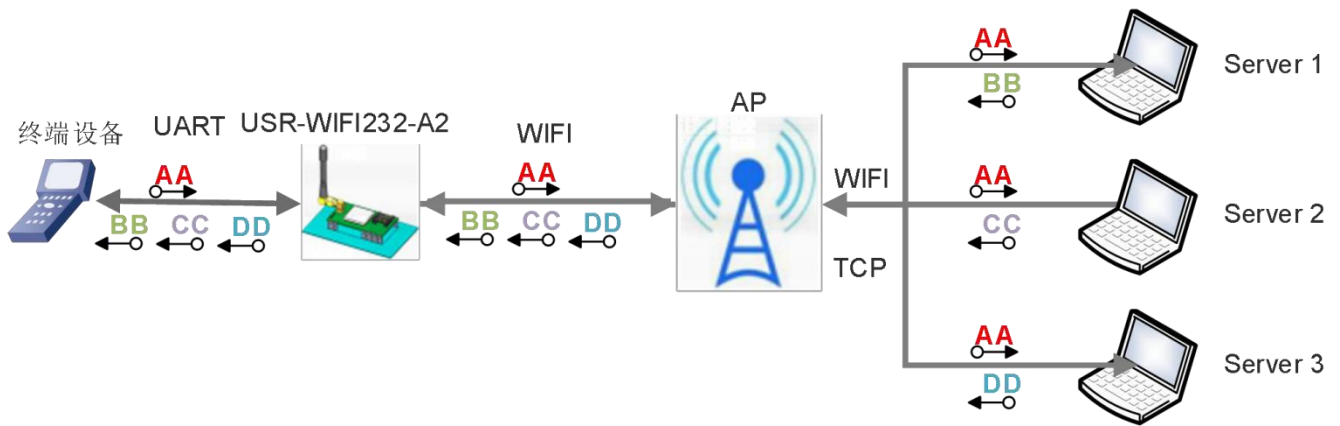 终端设备
UART
AA
BB CC DD
USR-WIFI232-A2
WIFI
AA
BB CC DD
AP
WIFI
TCP
AA
BB
Server 1
AA
CC
Server 2
AA
DD
Server 3